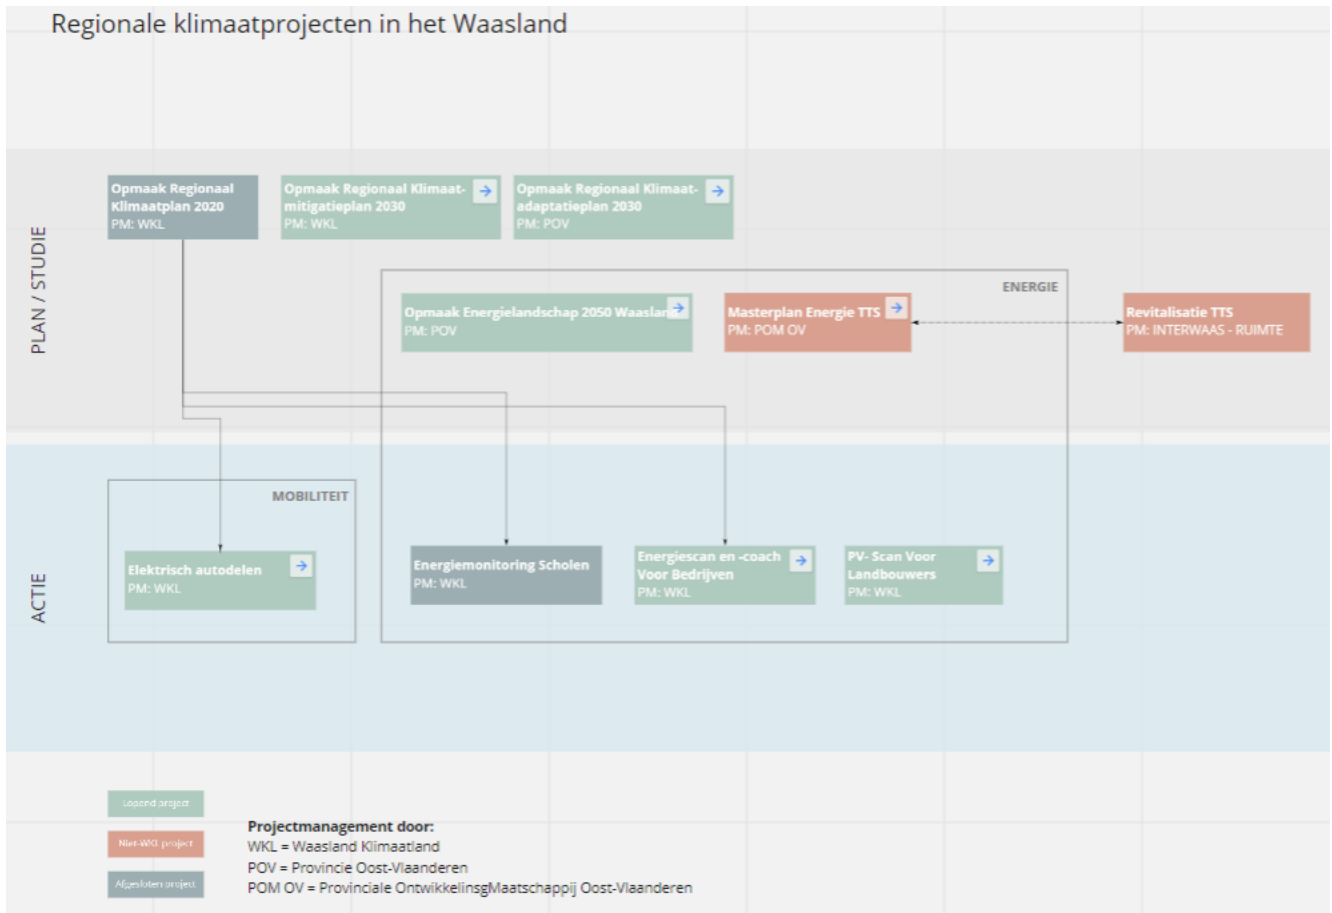 Regionale klimaatprojecten in het Waasland
PLAN / STUDIE
Opmaak Regionaal
Klimaatplan 2020
PM: WKL
Opmaak Regionaal Klimaat-
mitigatieplan 2030
PM: WKL
Opmaak Regionaal Klimaat-
adaptatieplan 2030
PM: POV
ENERGIE
Opmaak Energielandschap 2050
PM: POV
Masterplan Energie TTS
PM: POM OV
Revitalisatie TTS
PM: INTERWAAS - RUIMTE
ACTIE
MOBILITEIT
Elektrisch autodelen
PM: WKL
Energiemonitoring Scholen
PM: WKL
Energiescan en -coach
Voor Bedrijven
PM: WKL
PV- Scan Voor
Landbouwers
PM: WKL
Lopend project
Niet-WKL project
Afgesloten project
Projectmanagement door:
WKL = Waasland Klimaatland
POV = Provincie Oost-Vlaanderen
POM OV = Provinciale OntwikkelinsgMaatschappij Oost-Vlaanderen